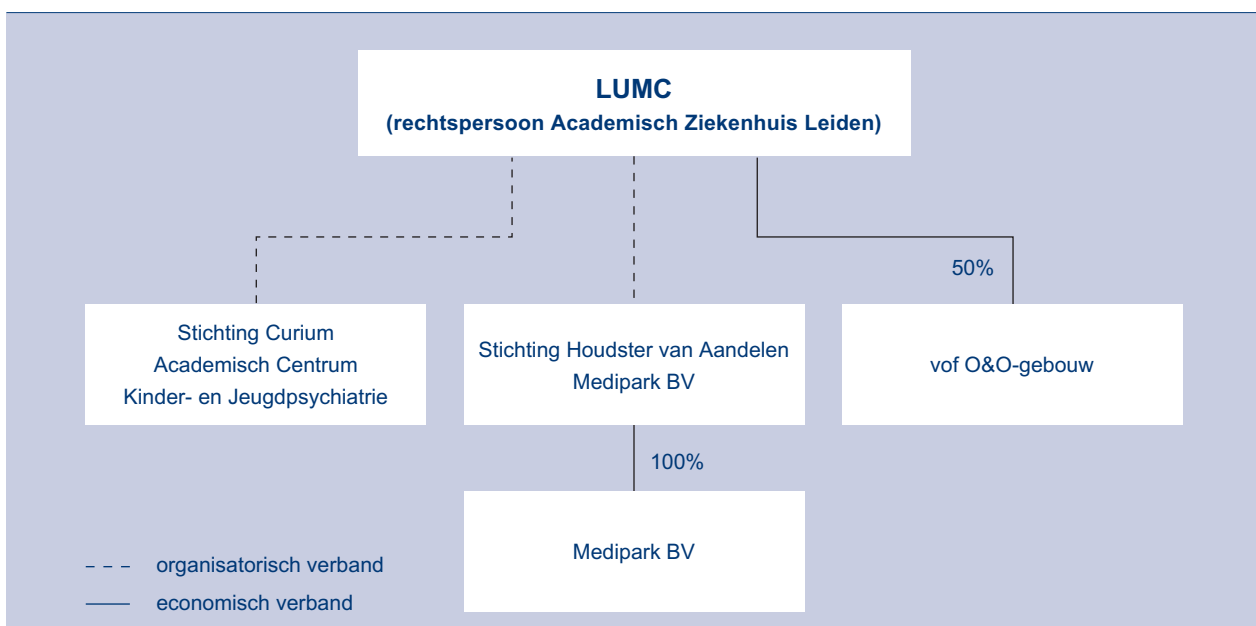 LUMC
(rechtspersoon Academisch Ziekenhuis Leiden)
50%
Stichting Curium
Academisch Centrum
Kinder- en Jeugdpsychiatrie
Stichting Houdster van Aandelen
Medipark BV
vof O&O-gebouw
100%
Medipark BV
organisatorisch verband
economisch verband